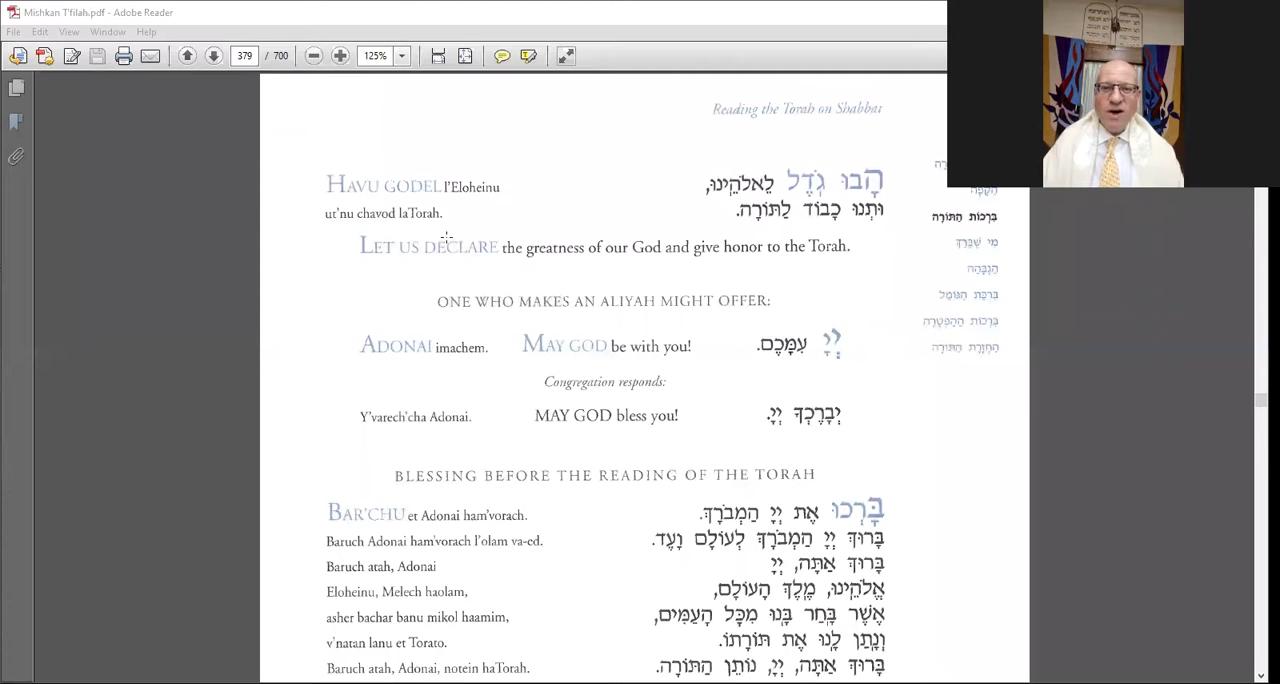 Mishkan T'filah.pdf - Adobe Reader
File Edit View Window Help
379 / 700 125%
Reading the Torah on Shabbat
HAVU GODEL l'Eloheinu
ut'nu chavod laTorah.
הָבוּ גֹֽדֶל לֵאלֹהֵֽינוּ,
וּתְנוּ כָבוֹד לַתּוֹרָה.
LET US DECLARE the greatness of our God and give honor to the Torah.
ONE WHO MAKES AN ALIYAH MIGHT OFFER:
ADONAI imachem. MAY GOD be with you! יְיָ עִמָּכֶם.
Congregation responds:
Y'varech'cha Adonai. MAY GOD bless you! יְבָרֶכְךָ יְיָ.
BLESSING BEFORE THE READING OF THE TORAH
BAR'CHU et Adonai ham'vorach.
Baruch Adonai ham'vorach l'olam va-ed.
Baruch atah, Adonai
Eloheinu, Melech haolam,
asher bachar banu mikol haamim,
v'natan lanu et Torato.
Baruch atah, Adonai, notein haTorah.
בָּרְכוּ אֶת יְיָ הַמְבֹרָךְ.
בָּרוּךְ יְיָ הַמְבֹרָךְ לְעוֹלָם וָעֶד.
בָּרוּךְ אַתָּה, יְיָ
אֱלֹהֵֽינוּ, מֶֽלֶךְ הָעוֹלָם,
אֲשֶׁר בָּֽחַר בָּֽנוּ מִכָּל הָעַמִּים,
וְנָֽתַן לָֽנוּ אֶת תּוֹרָתוֹ.
בָּרוּךְ אַתָּה, יְיָ, נוֹתֵן הַתּוֹרָה.
הַקָּפָה
בִּרְכוֹת הַתּוֹרָה
מִי שֶׁבֵּרַךְ
הַגְבָּהָה
בִּרְכַּת הַגּוֹמֵל
בִּרְכוֹת הַהַפְטָרָה
הַחְזָרַת הַתּוֹרָה